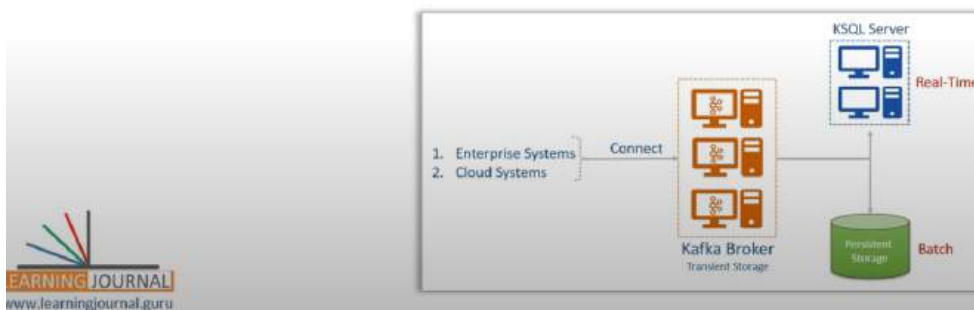 KSQL Server
Real-Time
1. Enterprise Systems
2. Cloud Systems
Connect
Kafka Broker
Transient Storage
Persistent
Storage
Batch
LEARNING JOURNAL
www.learningjournal.guru